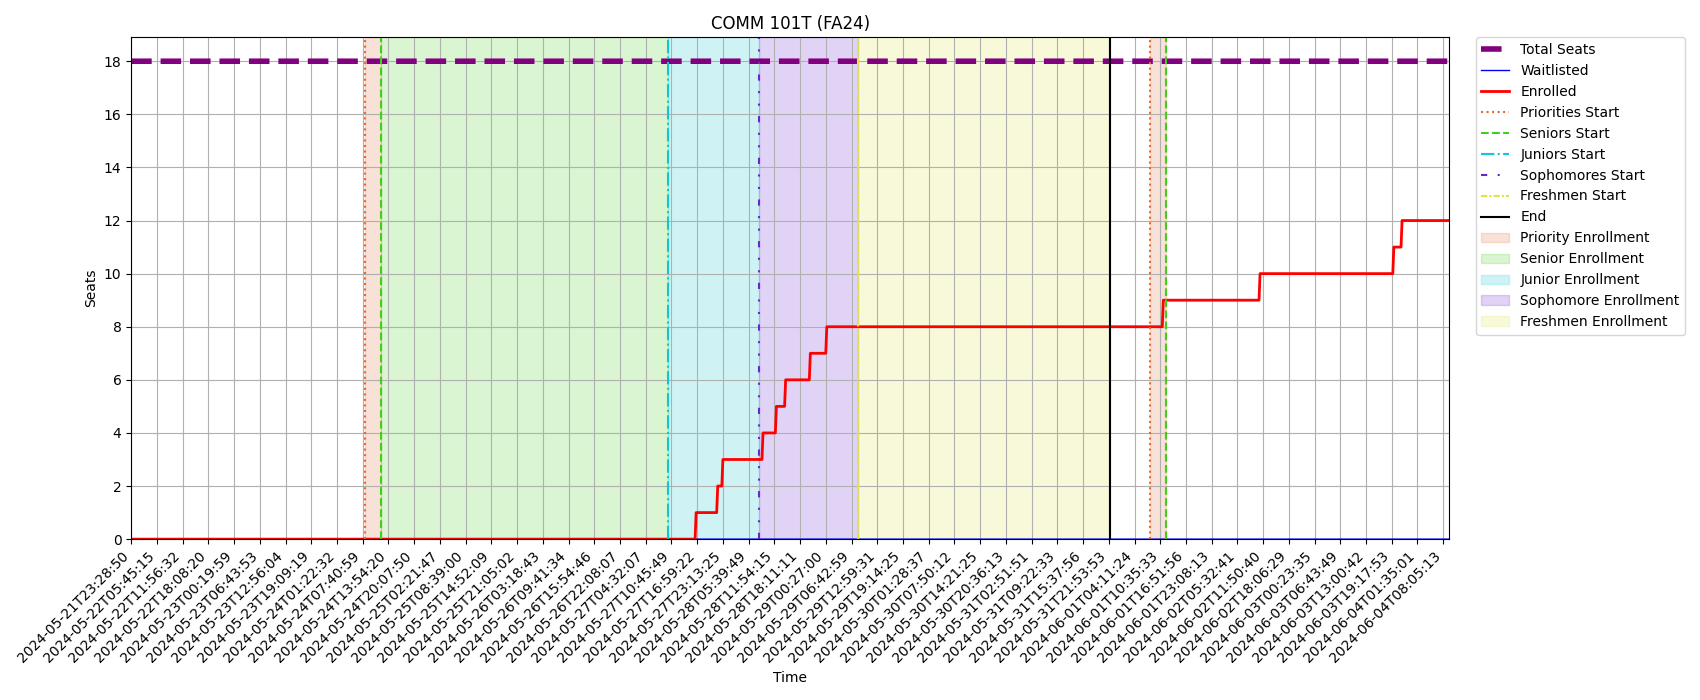 COMM 101T (FA24)
Seats
18
16
14
12
10
8
6
4
2
0
2024-05-21T23:28:50
2024-05-22T05:45:15
2024-05-22T11:56:32
2024-05-22T18:08:20
2024-05-23T00:19:59
2024-05-23T06:43:53
2024-05-23T12:56:04
2024-05-23T19:09:19
2024-05-24T01:22:32
2024-05-24T07:40:59
2024-05-24T13:54:20
2024-05-24T20:07:50
2024-05-25T02:21:47
2024-05-25T08:39:00
2024-05-25T14:52:09
2024-05-25T21:05:02
2024-05-26T03:18:43
2024-05-26T09:41:34
2024-05-26T15:54:46
2024-05-26T22:08:07
2024-05-27T04:32:07
2024-05-27T10:45:49
2024-05-27T16:59:22
2024-05-27T23:13:25
2024-05-28T05:39:49
2024-05-28T11:54:15
2024-05-28T18:11:11
2024-05-29T00:27:00
2024-05-29T06:42:59
2024-05-29T12:59:31
2024-05-29T19:14:25
2024-05-30T01:28:37
2024-05-30T07:50:12
2024-05-30T14:21:25
2024-05-30T20:36:13
2024-05-31T02:51:51
2024-05-31T09:22:33
2024-05-31T15:37:56
2024-05-31T21:53:53
2024-06-01T04:11:24
2024-06-01T10:35:33
2024-06-01T16:51:56
2024-06-01T23:08:13
2024-06-02T05:32:41
2024-06-02T11:50:40
2024-06-02T18:06:29
2024-06-03T00:23:35
2024-06-03T06:43:49
2024-06-03T13:00:42
2024-06-03T19:17:53
2024-06-04T01:35:01
2024-06-04T08:05:13
Time
Total Seats
Waitlisted
Enrolled
Priorities Start
Seniors Start
Juniors Start
Sophomores Start
Freshmen Start
End
Priority Enrollment
Senior Enrollment
Junior Enrollment
Sophomore Enrollment
Freshmen Enrollment